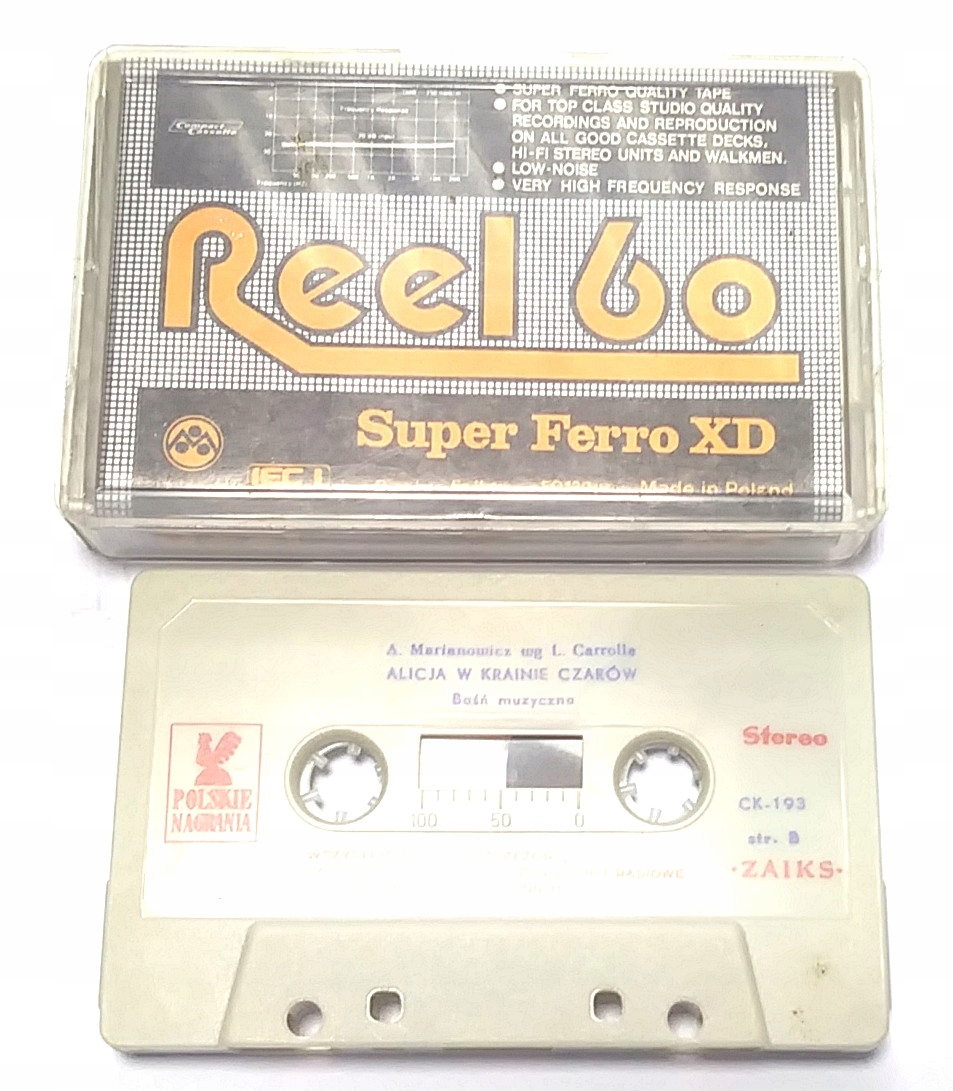 SUPER FERRO QUALITY TAPE
FOR TOP CLASS STUDIO QUALITY
RECORDINGS AND REPRODUCTION
ON ALL GOOD CASSETTE DECKS,
HI-FI STEREO UNITS AND WALKMEN.
LOW-NOISE
VERY HIGH FREQUENCY RESPONSE
Compact Cassette
Frequency Response
Reel 60
Super Ferro XD
IEC I
Made in Poland
A. Marianowicz wg L. Carrolla
ALICJA W KRAINIE CZARÓW
Baśń muzyczna
Stereo
POLSKIE
NAGRANIA
100 50 0
CK-193
str. B
·ZAIKS·